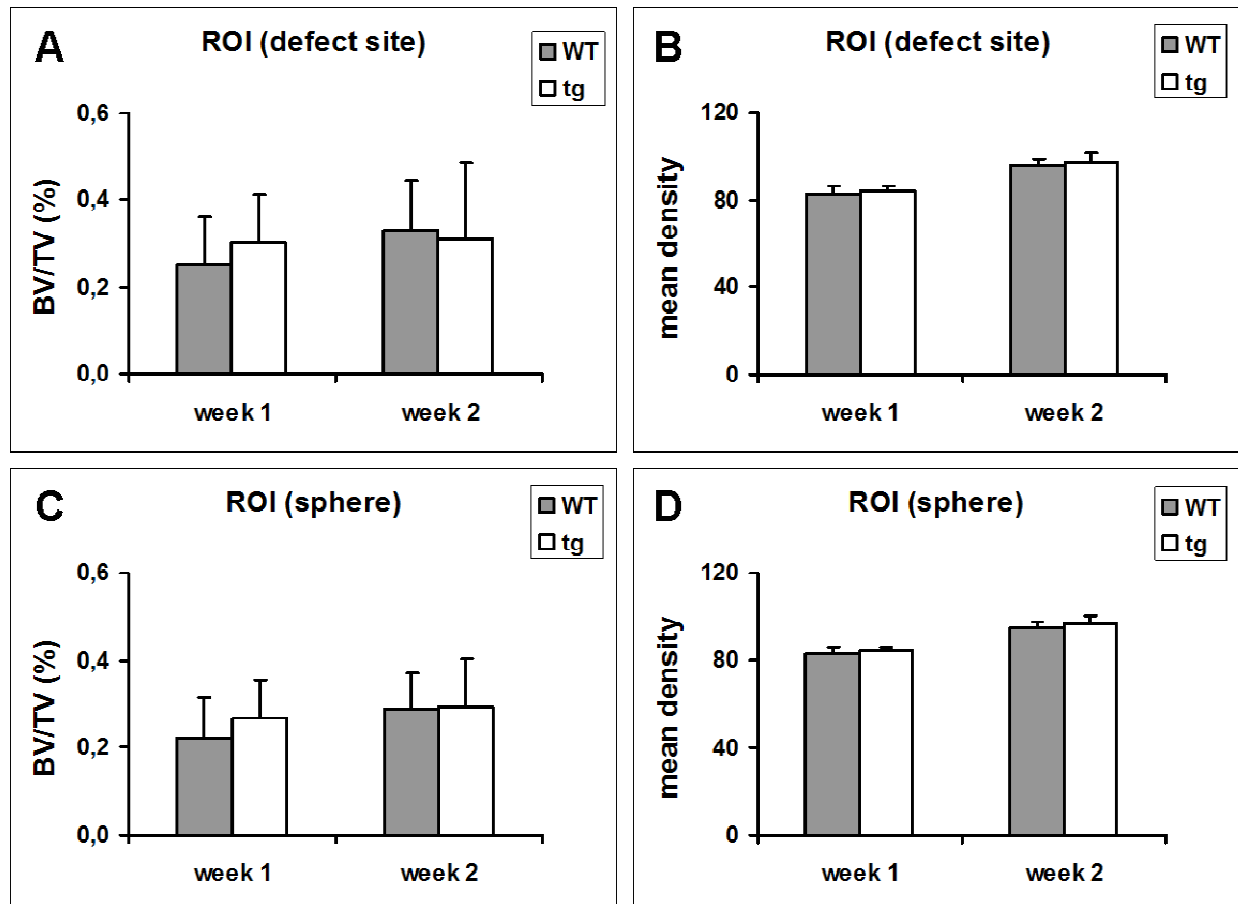 A
ROI (defect site)
WT
tg
BV/TV (%)
0,6
0,4
0,2
0,0
week 1
week 2
B
ROI (defect site)
WT
tg
mean density
120
80
40
0
week 1
week 2
C
ROI (sphere)
WT
tg
BV/TV (%)
0,6
0,4
0,2
0,0
week 1
week 2
D
ROI (sphere)
WT
tg
mean density
120
80
40
0
week 1
week 2